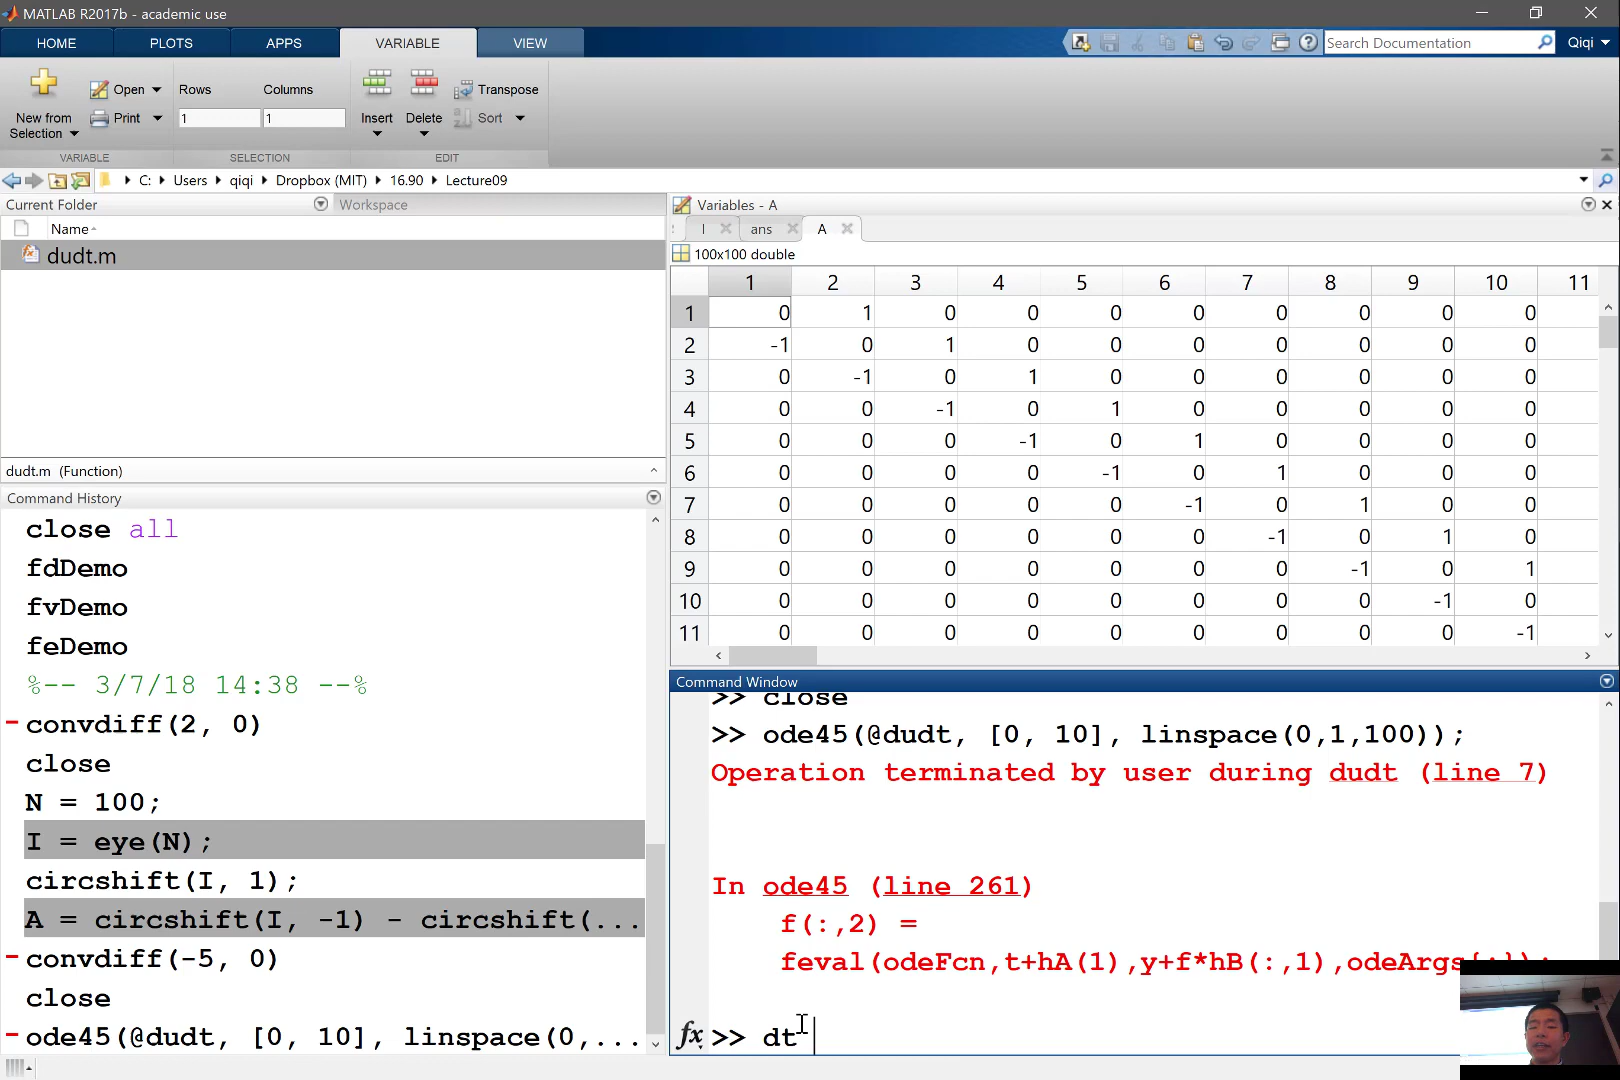 MATLAB R2017b - academic use
HOME PLOTS APPS VARIABLE VIEW
Search Documentation Qiqi
New from Selection
Open
Print
Rows Columns
1 1
Insert Delete
Transpose
Sort
VARIABLE SELECTION EDIT
C: Users qiqi Dropbox (MIT) 16.90 Lecture09
Current Folder Workspace
Name
dudt.m
dudt.m (Function)
Command History
close all
fdDemo
fvDemo
feDemo
%-- 3/7/18 14:38 --%
convdiff(2, 0)
close
N = 100;
I = eye(N);
circshift(I, 1);
A = circshift(I, -1) - circshift(...
convdiff(-5, 0)
close
ode45(@dudt, [0, 10], linspace(0,...
Variables - A
I ans A
100x100 double
1 2 3 4 5 6 7 8 9 10 11
1 0 1 0 0 0 0 0 0 0 0
2 -1 0 1 0 0 0 0 0 0 0
3 0 -1 0 1 0 0 0 0 0 0
4 0 0 -1 0 1 0 0 0 0 0
5 0 0 0 -1 0 1 0 0 0 0
6 0 0 0 0 -1 0 1 0 0 0
7 0 0 0 0 0 -1 0 1 0 0
8 0 0 0 0 0 0 -1 0 1 0
9 0 0 0 0 0 0 0 -1 0 1
10 0 0 0 0 0 0 0 0 -1 0
11 0 0 0 0 0 0 0 0 0 -1
Command Window
>> close
>> ode45(@dudt, [0, 10], linspace(0,1,100));
Operation terminated by user during dudt (line 7)
In ode45 (line 261)
f(:,2) =
feval(odeFcn,t+hA(1),y+f*hB(:,1),odeArgs{:});
fx >> dt